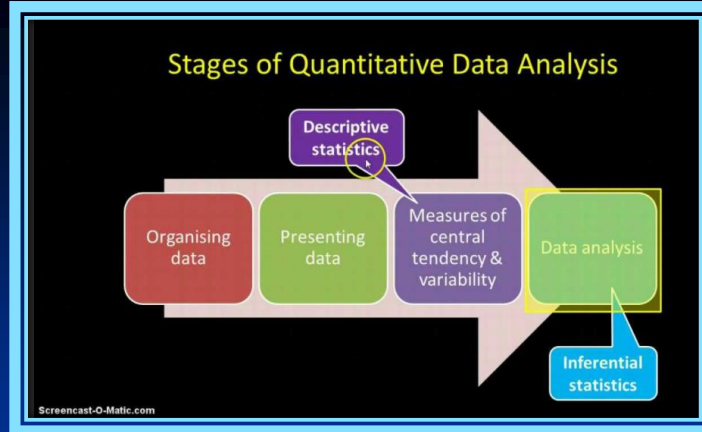 Stages of Quantitative Data Analysis
Descriptive
statistics
Organising
data
Presenting
data
Measures of
central
tendency &
variability
Data analysis
Inferential
statistics
Screencast-O-Matic.com